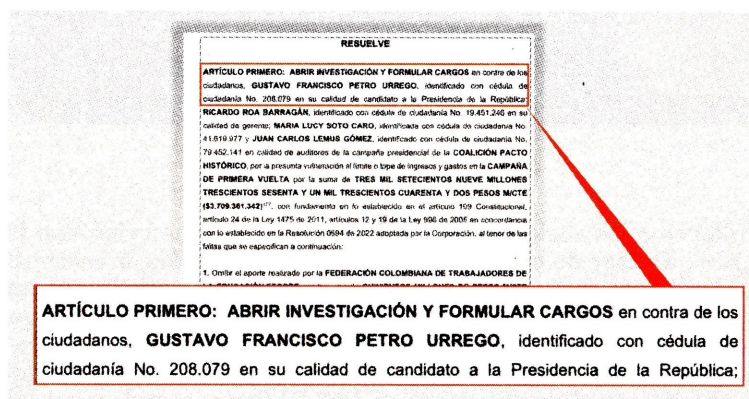 RESUELVE
ARTÍCULO PRIMERO: ABRIR INVESTIGACIÓN Y FORMULAR CARGOS en contra de los
ciudadanos, GUSTAVO FRANCISCO PETRO URREGO, identificado con cédula de
ciudadanía No. 208.079 en su calidad de candidato a la Presidencia de la República;
RICARDO ROA BARRAGÁN, identificado con cédula de ciudadanía No. 19.451.246 en su
calidad de gerente; MARIA LUCY SOTO CARO, identificada con cédula de ciudadanía No.
41.619.977 y JUAN CARLOS LEMUS GÓMEZ, identificado con cédula de ciudadanía No.
79.452.141 en calidad de auditores de la campaña presidencial de la COALICIÓN PACTO
HISTÓRICO, por la presunta vulneración al límite o tope de ingresos y gastos en la CAMPAÑA
DE PRIMERA VUELTA por la suma de TRES MIL SETECIENTOS NUEVE MILLONES
TRESCIENTOS SESENTA Y UN MIL TRESCIENTOS CUARENTA Y DOS PESOS M/CTE
($3.709.361.342), con fundamento en lo establecido en el artículo 109 Constitucional,
artículo 24 de la Ley 1475 de 2011, artículos 12 y 19 de la Ley 996 de 2005 en concordancia
con lo establecido en la Resolución 0694 de 2022 adoptada por la Corporación, al tenor de las
faltas que se especifican a continuación:
1. Omitir el aporte realizado por la FEDERACIÓN COLOMBIANA DE TRABAJADORES DE
ARTÍCULO PRIMERO: ABRIR INVESTIGACIÓN Y FORMULAR CARGOS en contra de los
ciudadanos, GUSTAVO FRANCISCO PETRO URREGO, identificado con cédula de
ciudadanía No. 208.079 en su calidad de candidato a la Presidencia de la República;